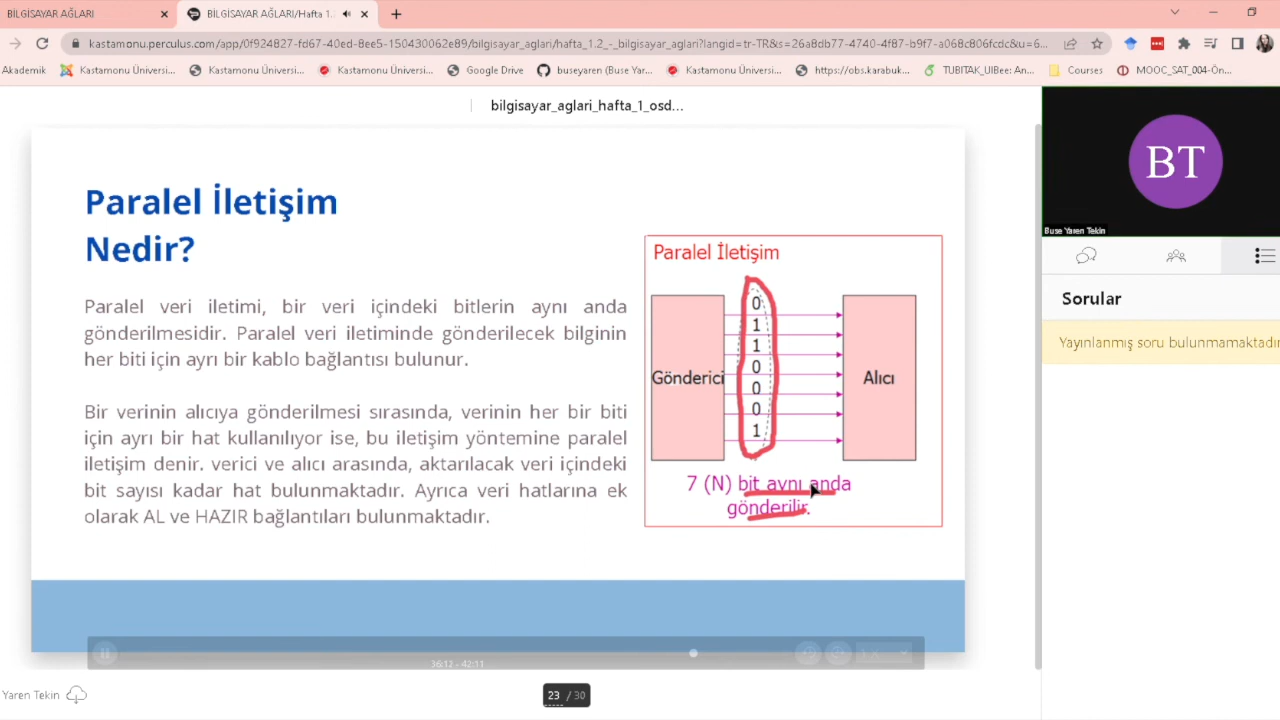 BİLGİSAYAR AĞLARI
BİLGİSAYAR AĞLARI/Hafta 1.
kastamonu.perculus.com/app/0f924827-fd67-40ed-8ee5-1504310620f9/bilgisayar_aglari/hafta_1.2_-_bilgisayar_aglari?langid=tr-TR&s=26a8db77-4740-4f87-b9f7-a068c806fcdc&u=6...
Akademik
Kastamonu Üniversi...
Kastamonu Üniversi...
Kastamonu Üniversi...
Google Drive
buseyaren (Buse Yar...
Kastamonu Üniversi...
https://obs.karabuk...
TUBITAK_UIBee: An...
Courses
MOOC_SAT_004-Ön...
bilgisayar_aglari_hafta_1_osd...
Paralel İletişim
Nedir?
Paralel veri iletimi, bir veri içindeki bitlerin aynı anda
gönderilmesidir. Paralel veri iletiminde gönderilecek bilginin
her biti için ayrı bir kablo bağlantısı bulunur.
Bir verinin alıcıya gönderilmesi sırasında, verinin her bir biti
için ayrı bir hat kullanılıyor ise, bu iletişim yöntemine paralel
iletişim denir. verici ve alıcı arasında, aktarılacak veri içindeki
bit sayısı kadar hat bulunmaktadır. Ayrıca veri hatlarına ek
olarak AL ve HAZIR bağlantıları bulunmaktadır.
Paralel İletişim
Gönderici
0
1
1
0
0
0
1
Alıcı
7 (N) bit aynı anda
gönderilir.
BT
Buse Yaren Tekin
Sorular
Yayınlanmış soru bulunmamaktadır
36:12 - 42:11
1 X
Yaren Tekin
23 / 30